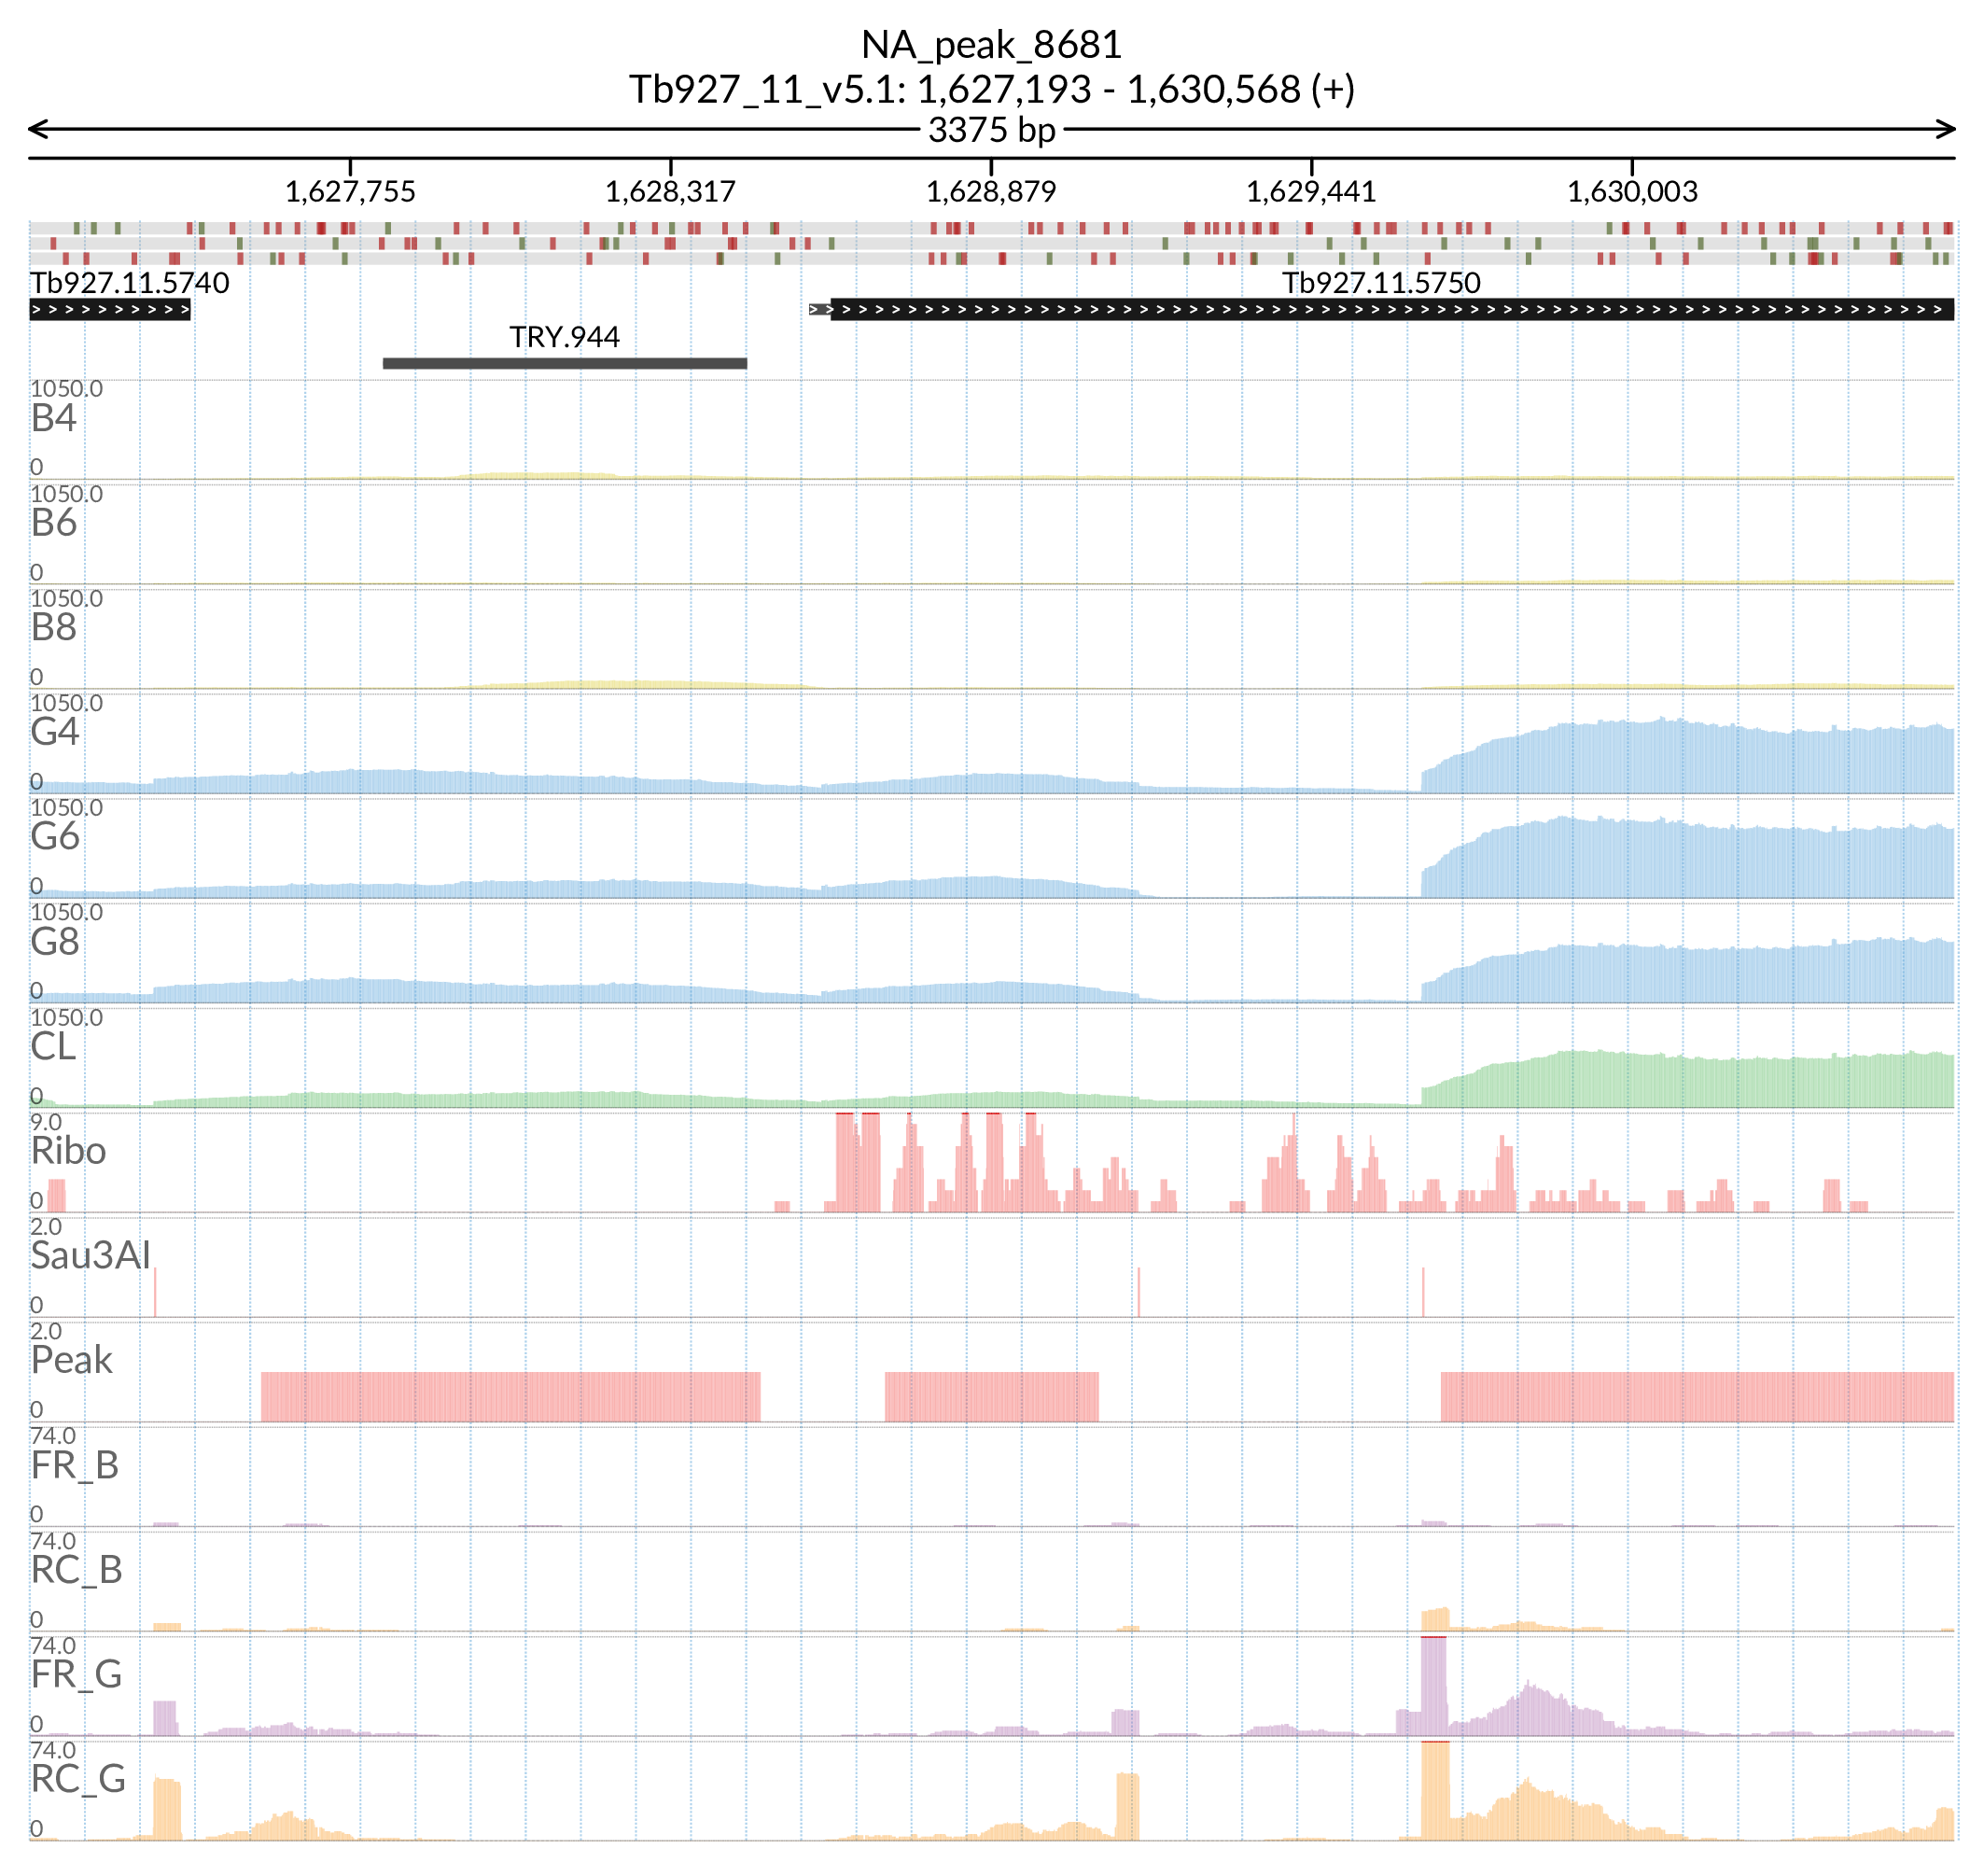 NA_peak_8681
Tb927_11_v5.1: 1,627,193 - 1,630,568 (+)
3375 bp
1,627,755 1,628,317 1,628,879 1,629,441 1,630,003
Tb927.11.5740 Tb927.11.5750
TRY.944
1050.0
B4
0
1050.0
B6
0
1050.0
B8
0
1050.0
G4
0
1050.0
G6
0
1050.0
G8
0
1050.0
CL
0
9.0
Ribo
0
2.0
Sau3AI
0
2.0
Peak
0
74.0
FR_B
0
74.0
RC_B
0
74.0
FR_G
0
74.0
RC_G
0